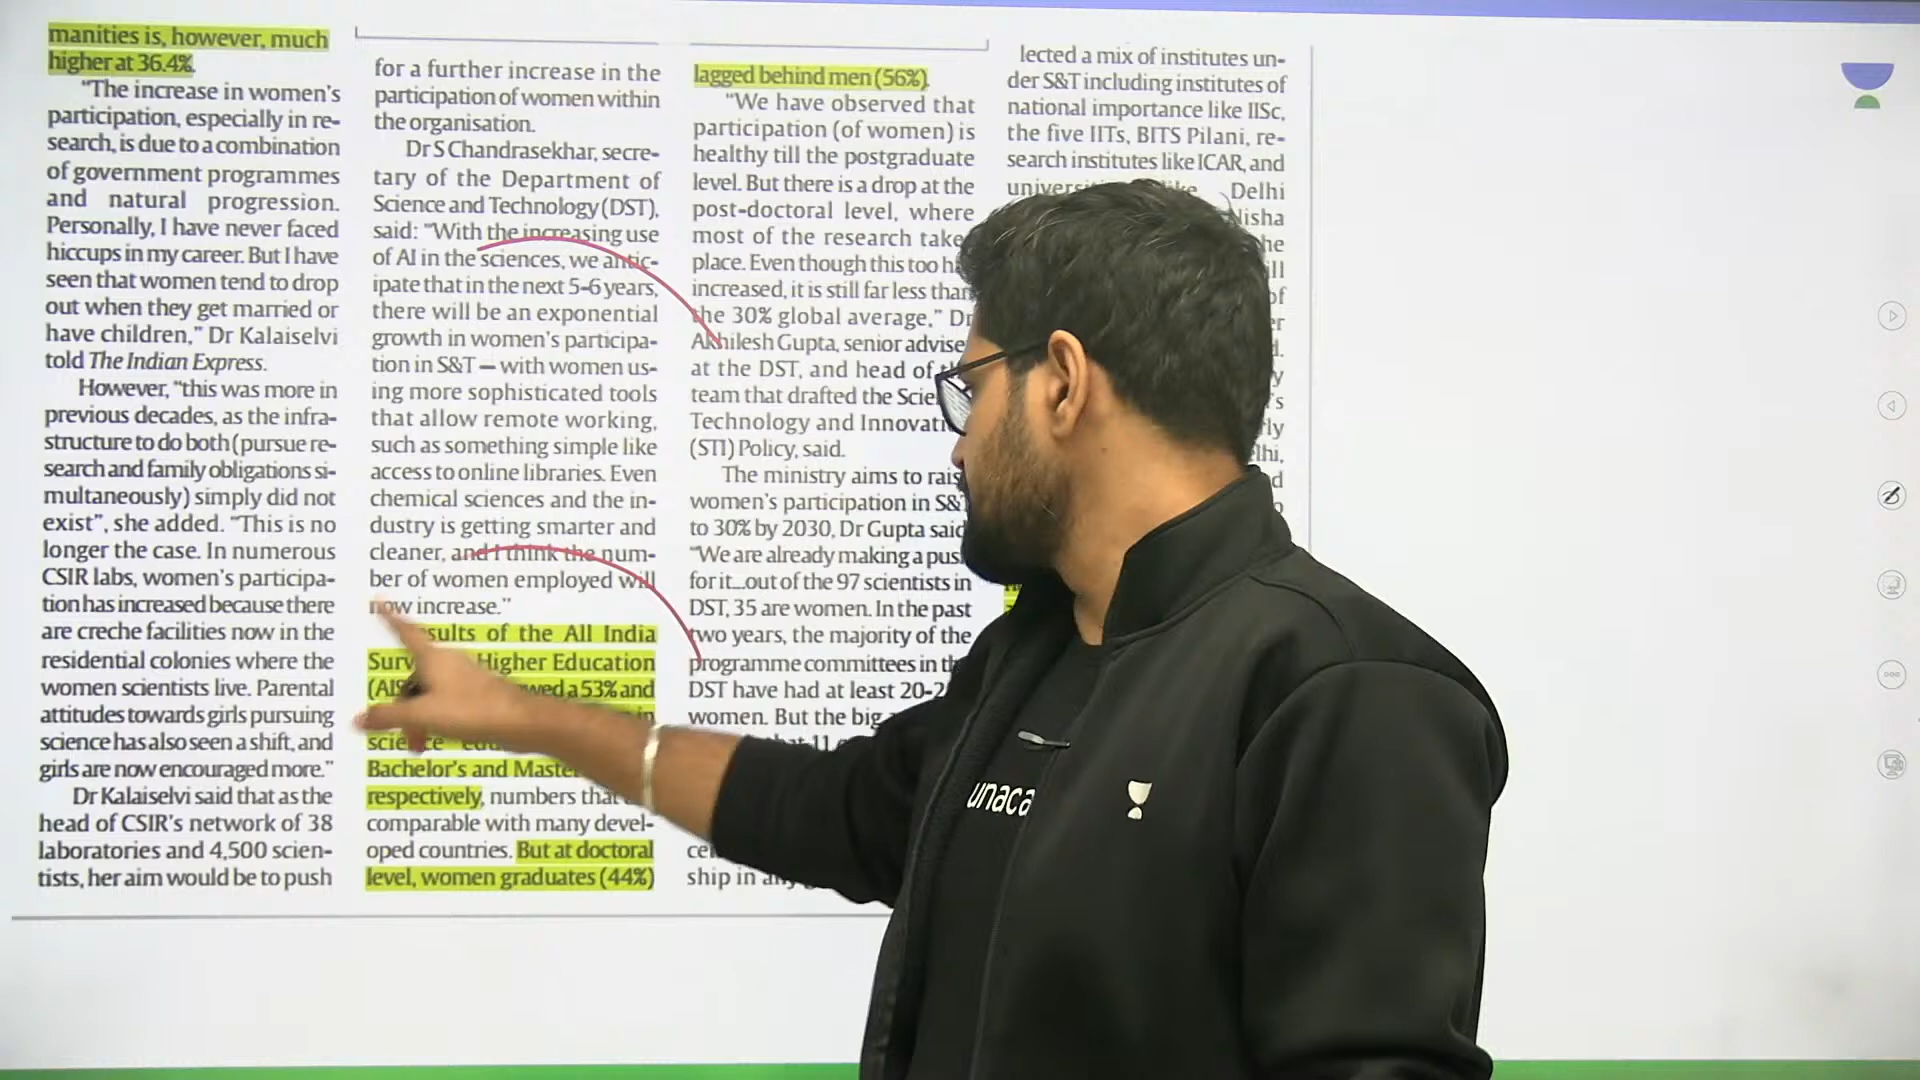 manities is, however, much
higher at 36.4%.
"The increase in women's
participation, especially in re-
search, is due to a combination
of government programmes
and natural progression.
Personally, I have never faced
hiccups in my career. But I have
seen that women tend to drop
out when they get married or
have children," Dr Kalaiselvi
told The Indian Express.
However, "this was more in
previous decades, as the infra-
structure to do both (pursue re-
search and family obligations si-
multaneously) simply did not
exist", she added. "This is no
longer the case. In numerous
CSIR labs, women's participa-
tion has increased because there
are creche facilities now in the
residential colonies where the
women scientists live. Parental
attitudes towards girls pursuing
science has also seen a shift, and
girls are now encouraged more."
Dr Kalaiselvi said that as the
head of CSIR's network of 38
laboratories and 4,500 scien-
tists, her aim would be to push
for a further increase in the
participation of women within
the organisation.
Dr S Chandrasekhar, secre-
tary of the Department of
Science and Technology (DST),
said: "With the increasing use
of AI in the sciences, we antic-
ipate that in the next 5-6 years,
there will be an exponential
growth in women's participa-
tion in S&T — with women us-
ing more sophisticated tools
that allow remote working,
such as something simple like
access to online libraries. Even
chemical sciences and the in-
dustry is getting smarter and
cleaner, and I think the num-
ber of women employed will
now increase."
of the All India
Higher Education
a 53% and
in
science
Bachelor's and
respectively, numbers
comparable with many devel-
oped countries. But at doctoral
level, women graduates (44%)
lagged behind men (56%).
"We have observed that
participation (of women) is
healthy till the postgraduate
level. But there is a drop at the
post-doctoral level, where
most of the research
place. Even though this too
increased, it is still far less than
the 30% global average," Dr
Akhilesh Gupta, senior
at the DST, and head of
team that drafted the
Technology and
(STI) Policy, said.
The ministry aims to
women's participation in
to 30% by 2030, Dr Gupta said
"We are already making a
for it...out of the 97 scientists in
DST, 35 are women. In the past
two years, the majority of the
programme committees in
DST have had at least
women. But the big
ship in
lected a mix of institutes un-
der S&T including institutes of
national importance like IISc,
the five IITs, BITS Pilani, re-
search institutes like ICAR, and
Delhi